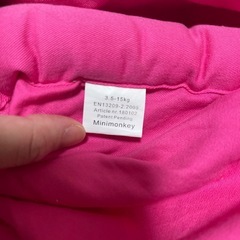 3.5-15kg
EN13209-2:2005
Article nr 180102
Patent Pending
Minimonkey